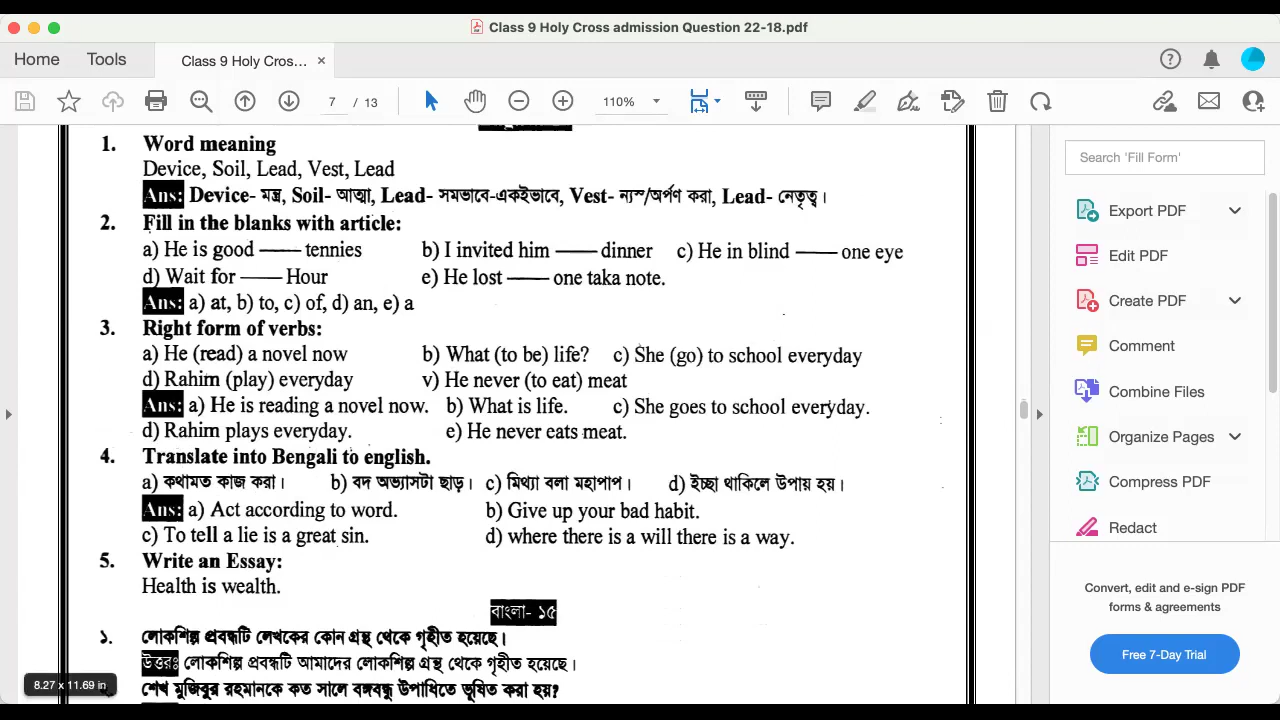 Class 9 Holy Cross admission Question 22-18.pdf
Home Tools Class 9 Holy Cros... ×
7 / 13 110%
1. Word meaning
Device, Soil, Lead, Vest, Lead
Ans: Device- মন্ত্র, Soil- আত্মা, Lead- সমভাবে-একইভাবে, Vest- ন্যস্ত/অর্পণ করা, Lead- নেতৃত্ব।
2. Fill in the blanks with article:
a) He is good —— tennies b) I invited him —— dinner c) He in blind —— one eye
d) Wait for —— Hour e) He lost —— one taka note.
Ans: a) at, b) to, c) of, d) an, e) a
3. Right form of verbs:
a) He (read) a novel now b) What (to be) life? c) She (go) to school everyday
d) Rahim (play) everyday v) He never (to eat) meat
Ans: a) He is reading a novel now. b) What is life. c) She goes to school everyday.
d) Rahim plays everyday. e) He never eats meat.
4. Translate into Bengali to english.
a) কথামত কাজ করা। b) বদ অভ্যাসটা ছাড়। c) মিথ্যা বলা মহাপাপ। d) ইচ্ছা থাকিলে উপায় হয়।
Ans: a) Act according to word. b) Give up your bad habit.
c) To tell a lie is a great sin. d) where there is a will there is a way.
5. Write an Essay:
Health is wealth.
বাংলা- ১৫
১. লোকশিল্প প্রবন্ধটি লেখকের কোন গ্রন্থ থেকে গৃহীত হয়েছে।
উত্তরঃ লোকশিল্প প্রবন্ধটি আমাদের লোকশিল্প গ্রন্থ থেকে গৃহীত হয়েছে।
শেখ মুজিবুর রহমানকে কত সালে বঙ্গবন্ধু উপাধিতে ভূষিত করা হয়?
8.27 x 11.69 in
Search 'Fill Form'
Export PDF
Edit PDF
Create PDF
Comment
Combine Files
Organize Pages
Compress PDF
Redact
Convert, edit and e-sign PDF
forms & agreements
Free 7-Day Trial